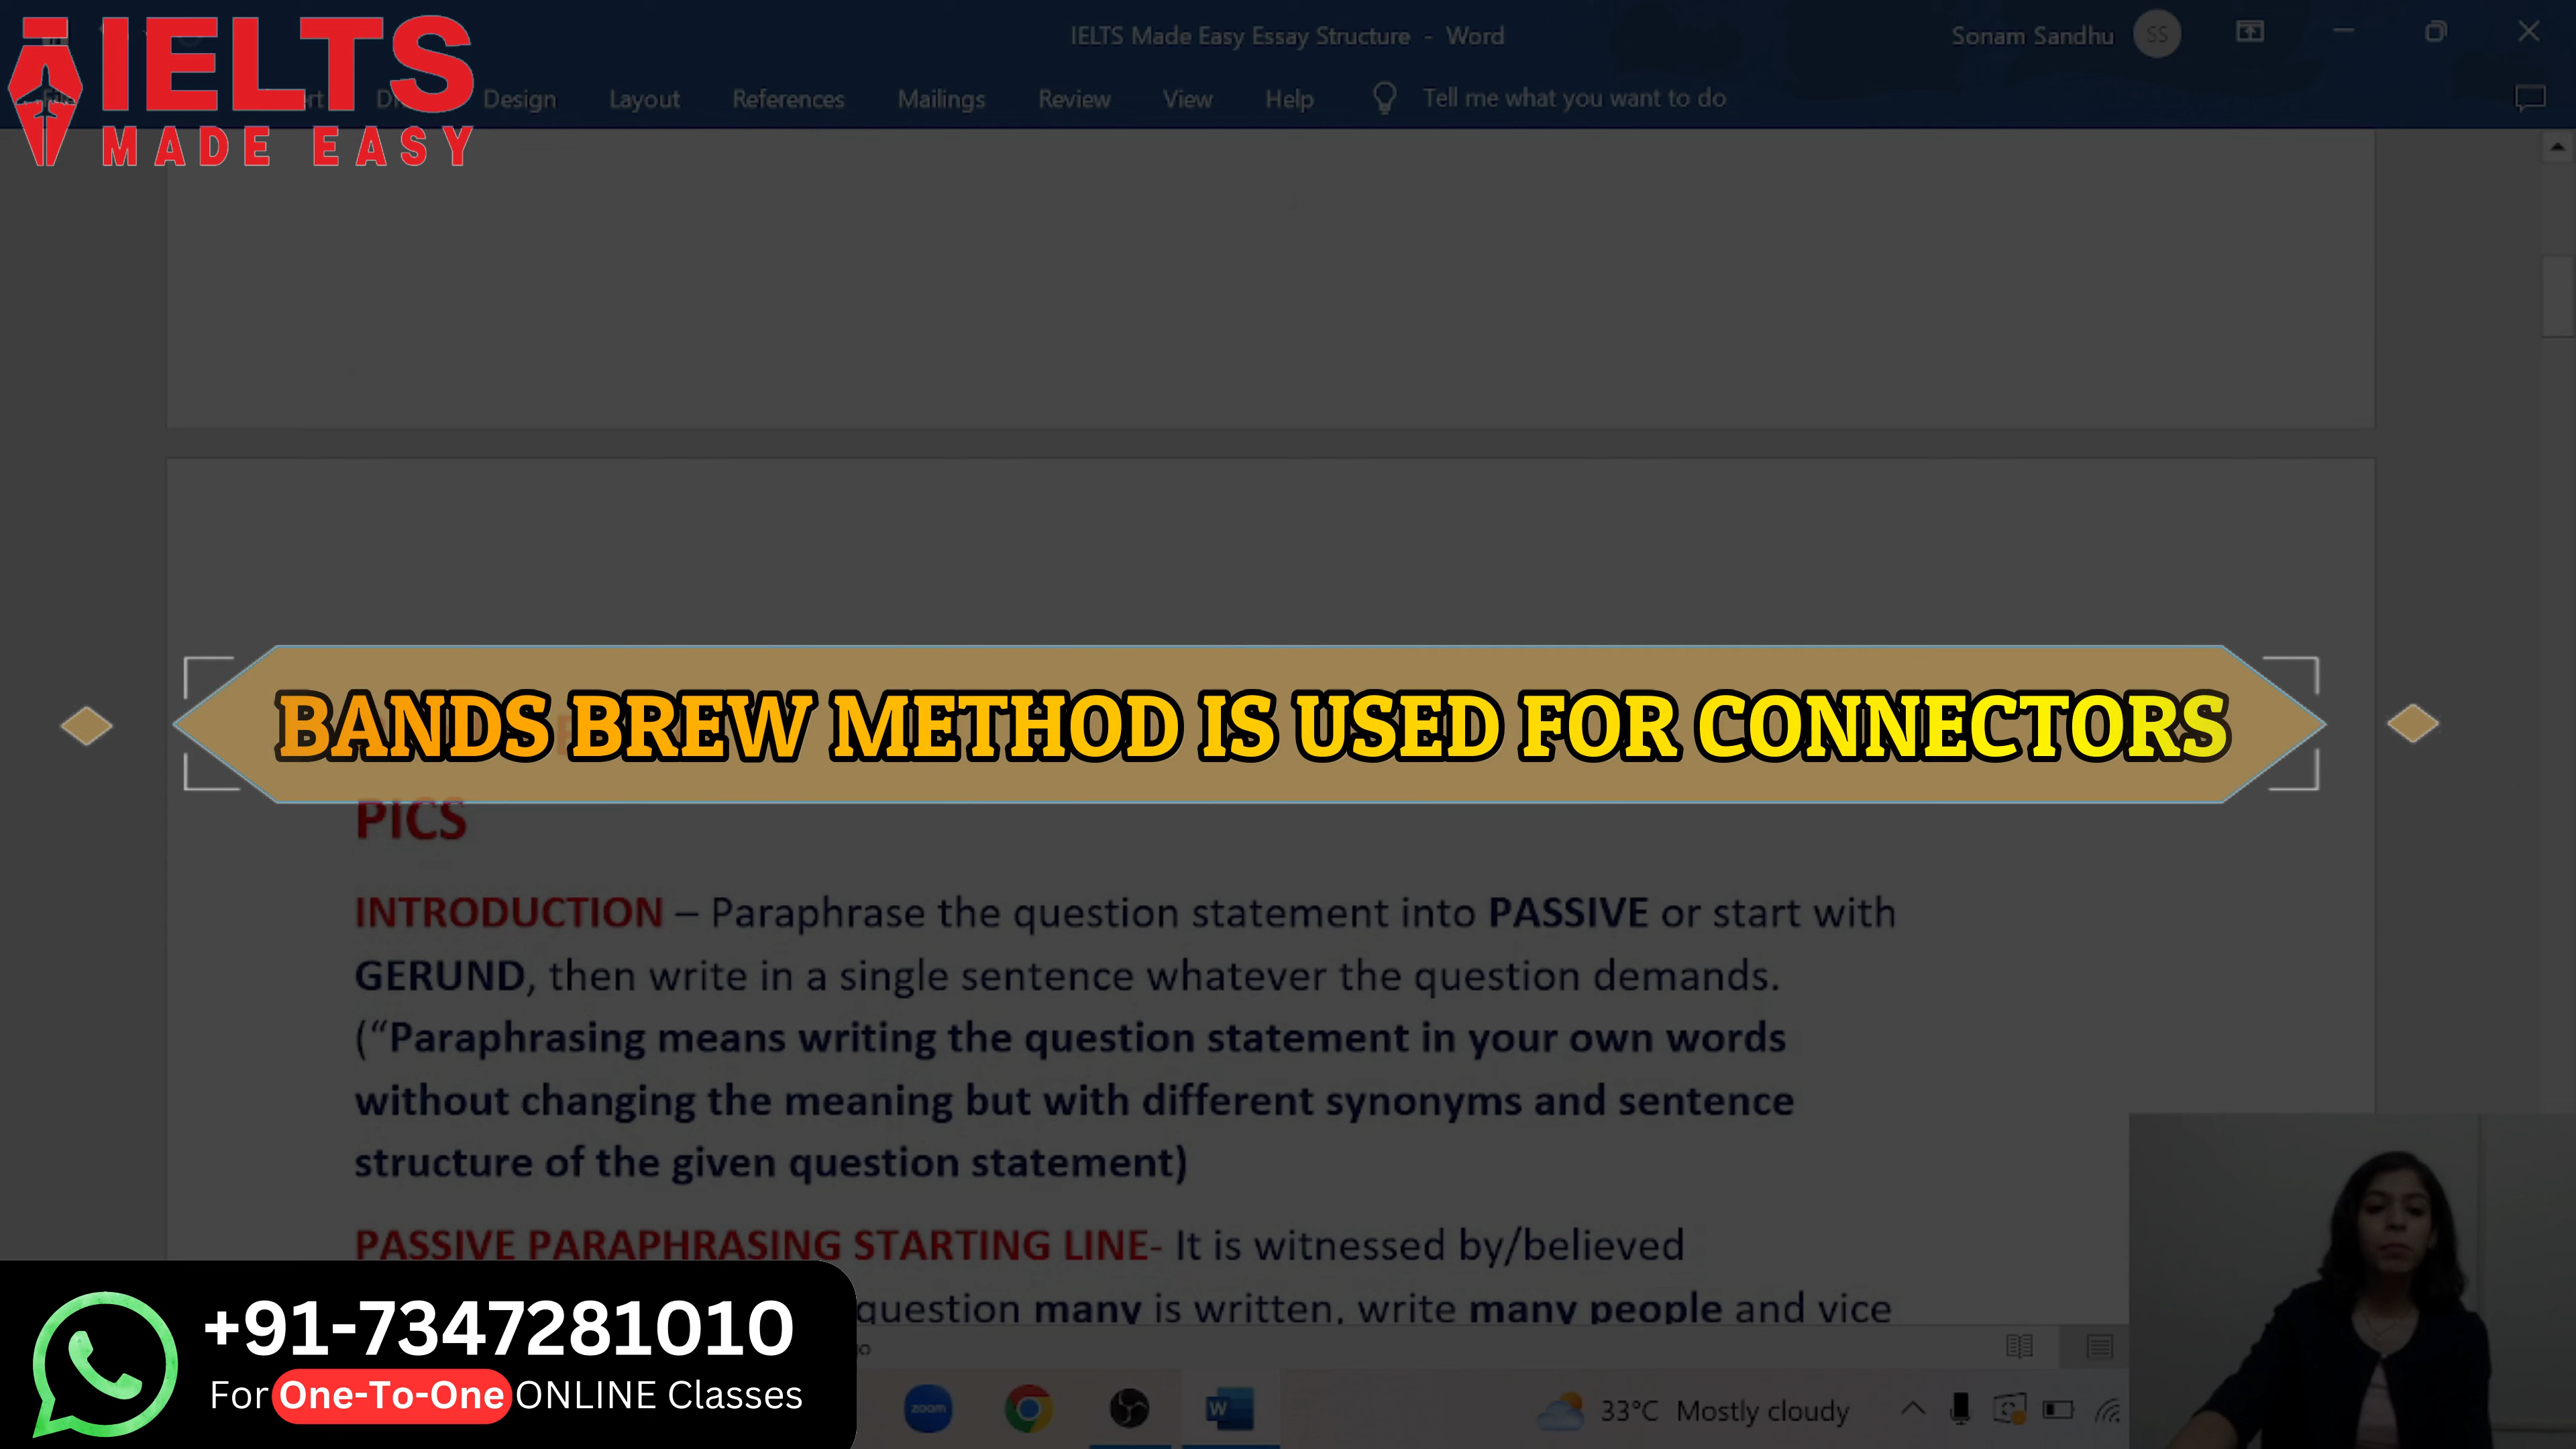 IELTS
MADE EASY
IELTS Made Easy Essay Structure - Word
Sonam Sandhu
SS
Design
Layout
References
Mailings
Review
View
Help
Tell me what you want to do
BANDS BREW METHOD IS USED FOR CONNECTORS
PICS
INTRODUCTION – Paraphrase the question statement into PASSIVE or start with
GERUND, then write in a single sentence whatever the question demands.
(“Paraphrasing means writing the question statement in your own words
without changing the meaning but with different synonyms and sentence
structure of the given question statement)
PASSIVE PARAPHRASING STARTING LINE- It is witnessed by/believed
question many is written, write many people and vice
+91-7347281010
For One-To-One ONLINE Classes
zoom
W
33°C Mostly cloudy